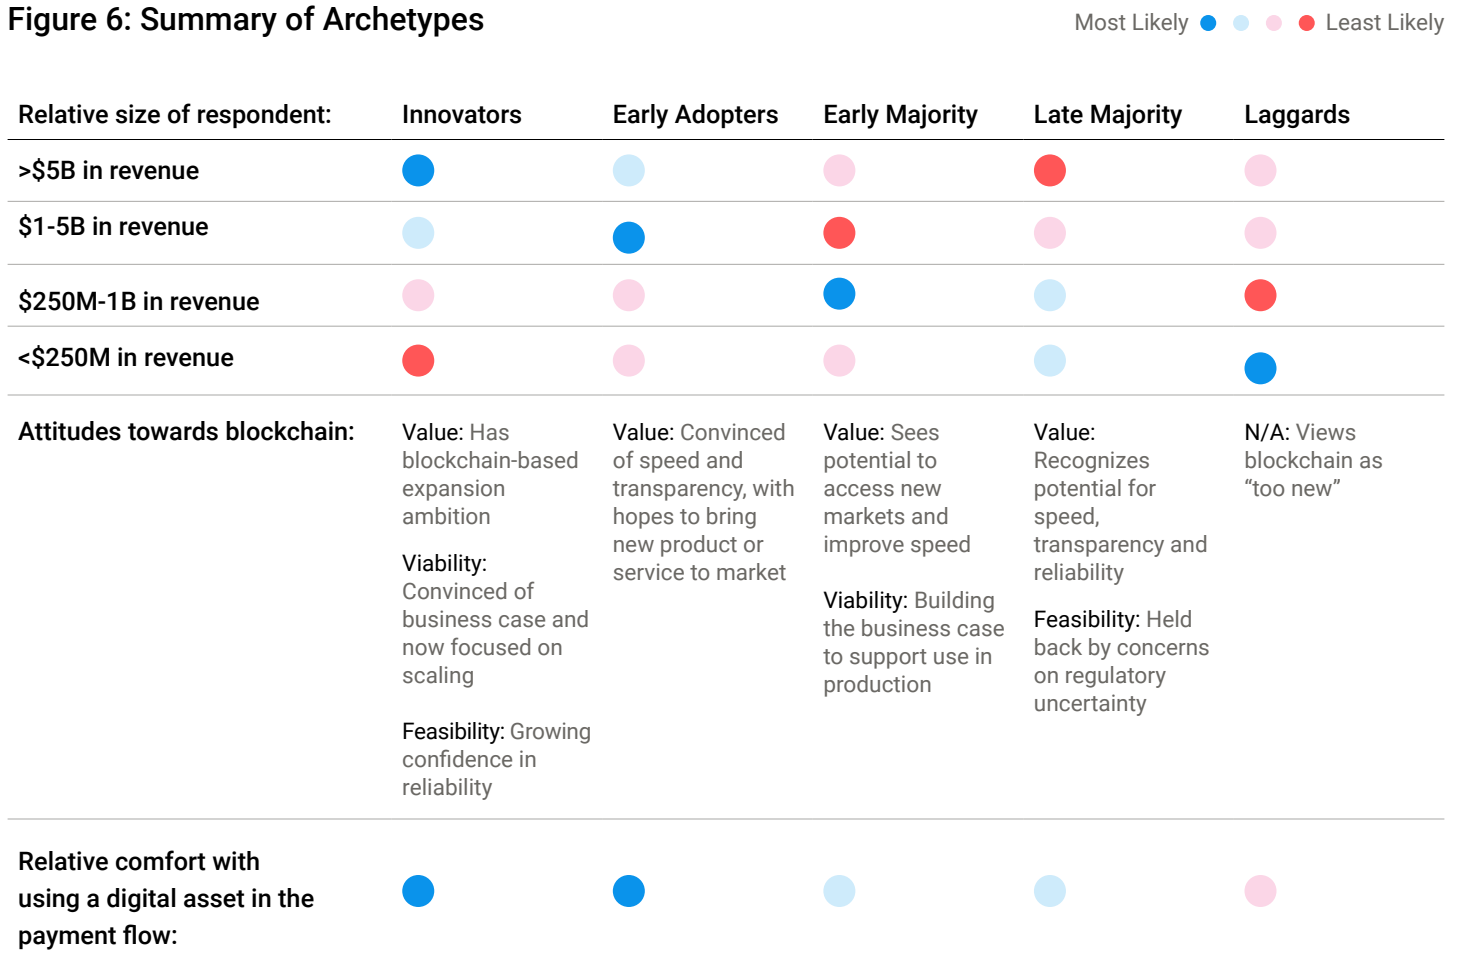 Figure 6: Summary of Archetypes
Most Likely
Least Likely
Relative size of respondent:
Innovators
Early Adopters
Early Majority
Late Majority
Laggards
>$5B in revenue
$1-5B in revenue
$250M-1B in revenue
<$250M in revenue
Attitudes towards blockchain:
Value: Has
blockchain-based
expansion
ambition
Viability:
Convinced of
business case and
now focused on
scaling
Feasibility: Growing
confidence in
reliability
Value: Convinced
of speed and
transparency, with
hopes to bring
new product or
service to market
Value: Sees
potential to
access new
markets and
improve speed
Viability: Building
the business case
to support use in
production
Value:
Recognizes
potential for
speed,
transparency and
reliability
Feasibility: Held
back by concerns
on regulatory
uncertainty
N/A: Views
blockchain as
“too new”
Relative comfort with
using a digital asset in the
payment flow: